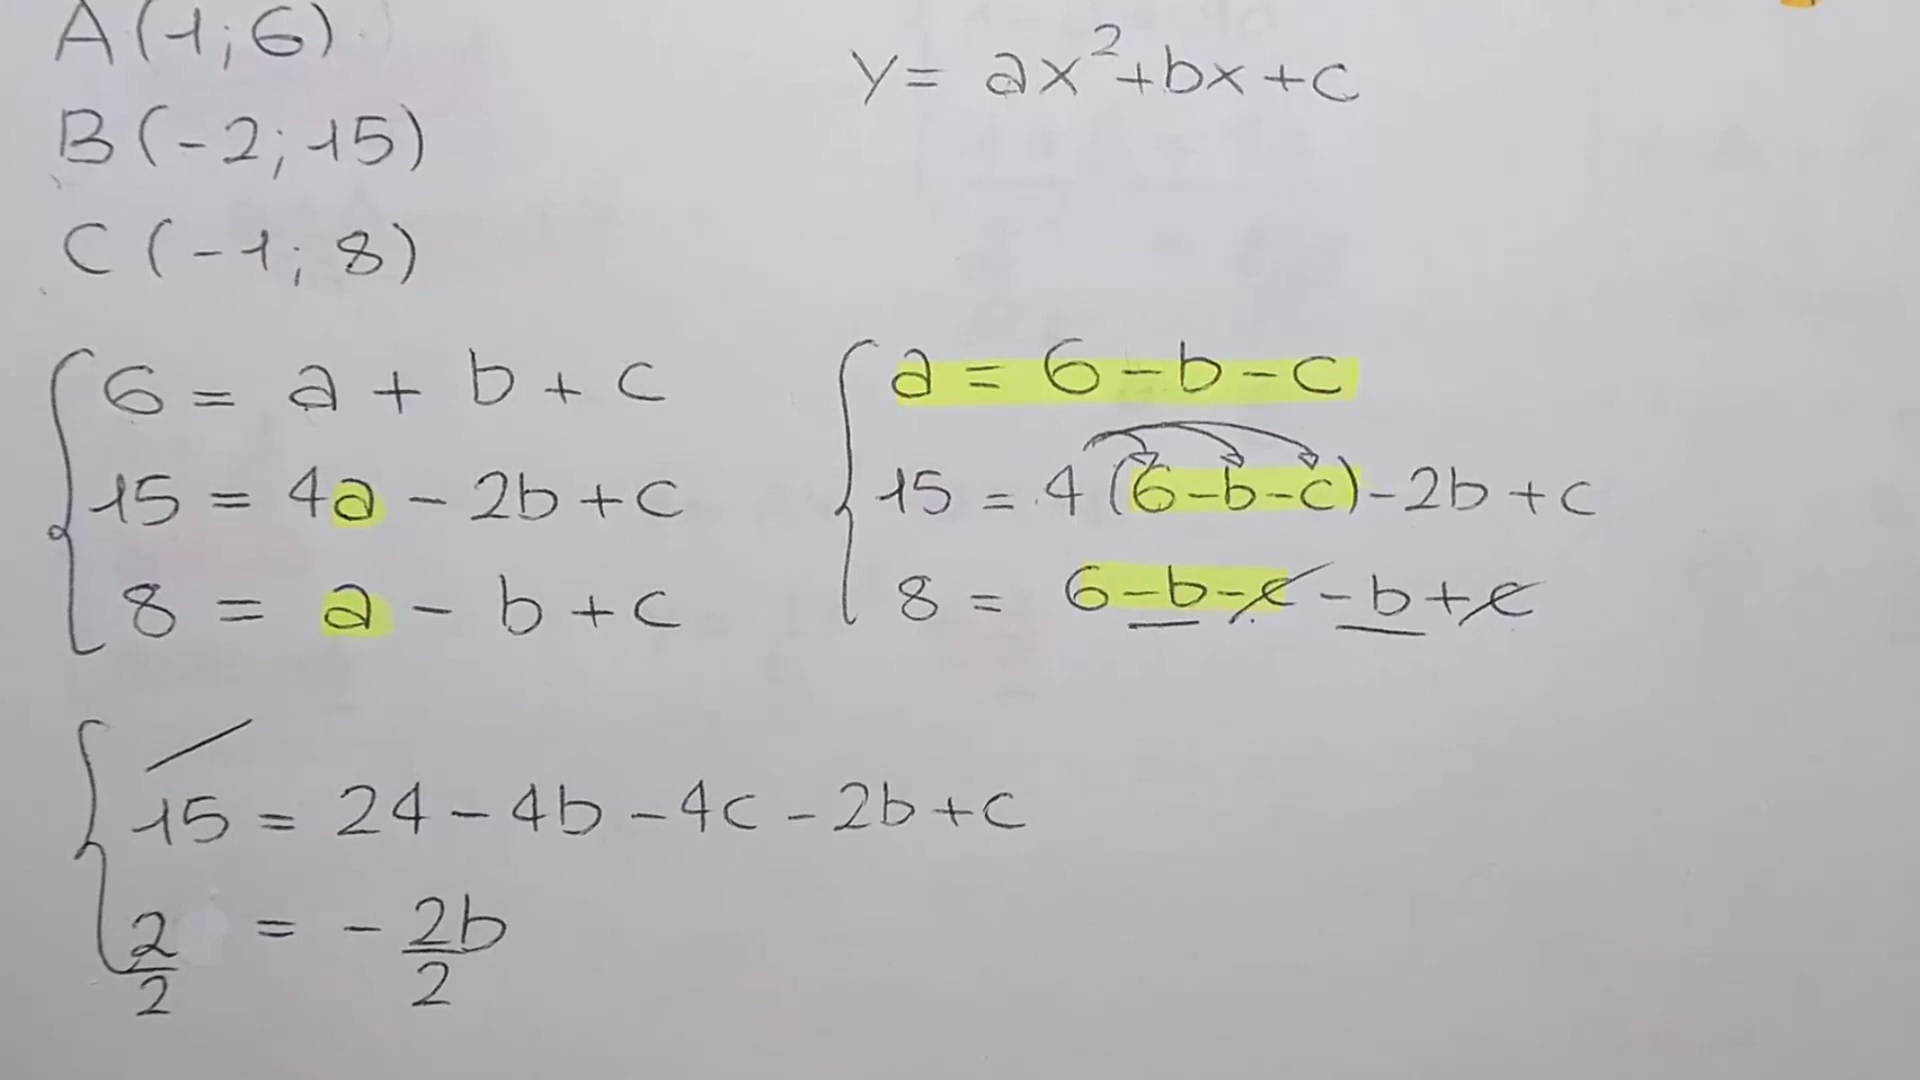 A(1;6)
y = ax²+bx+c
B(-2;15)
C(-1;8)
6 = a + b + c
15 = 4a - 2b + c
8 = a - b + c
a = 6-b-c
15 = 4(6-b-c)-2b+c
8 = 6-b-c-b+c
15 = 24-4b-4c-2b+c
2/2 = -2b/2